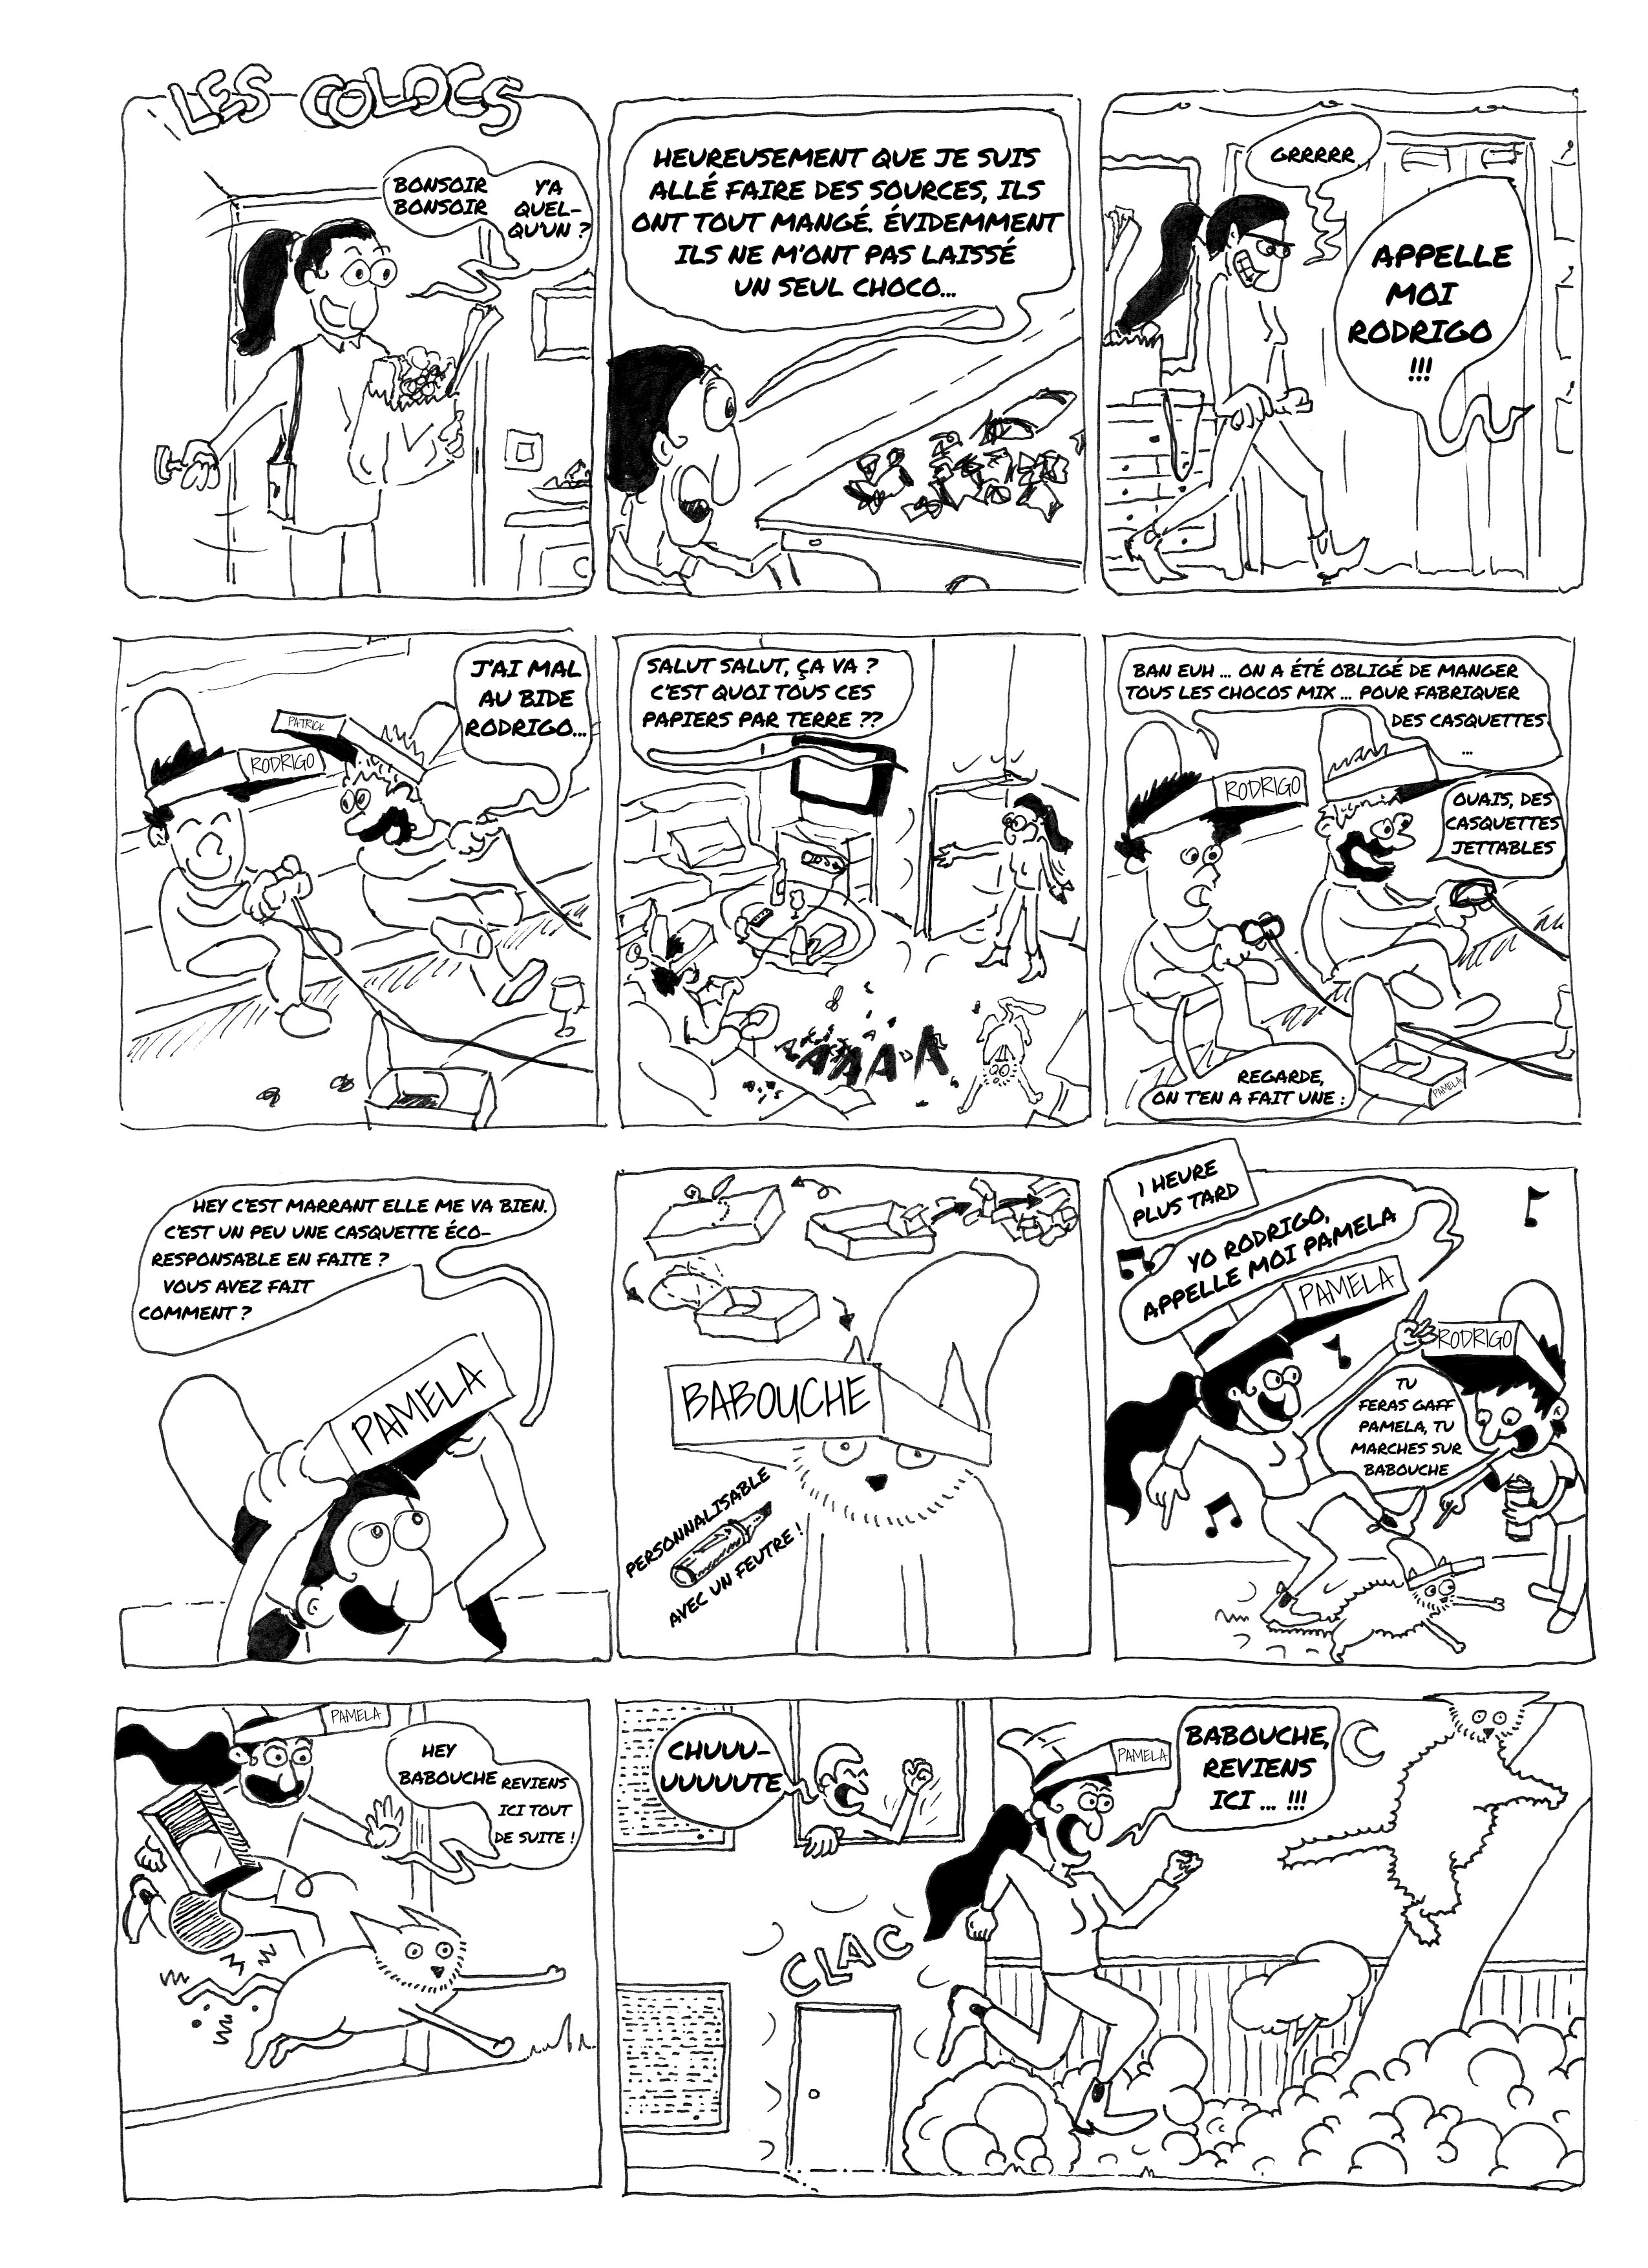 LES COLOCS
BONSOIR
BONSOIR
Y'A
QUEL-
QU'UN ?
HEUREUSEMENT QUE JE SUIS
ALLÉ FAIRE DES SOURCES, ILS
ONT TOUT MANGÉ. ÉVIDEMMENT
ILS NE M'ONT PAS LAISSÉ
UN SEUL CHOCO...
GRRRRR
APPELLE
MOI
RODRIGO
!!!
J'AI MAL
AU BIDE
RODRIGO...
PATRICK
RODRIGO
SALUT SALUT, ÇA VA ?
C'EST QUOI TOUS CES
PAPIERS PAR TERRE ??
BAN EUH ... ON A ÉTÉ OBLIGÉ DE MANGER
TOUS LES CHOCOS MIX ... POUR FABRIQUER
DES CASQUETTES
...
RODRIGO
OUAIS, DES
CASQUETTES
JETTABLES
REGARDE,
ON T'EN A FAIT UNE :
PAMELA
HEY C'EST MARRANT ELLE ME VA BIEN.
C'EST UN PEU UNE CASQUETTE ÉCO-
RESPONSABLE EN FAITE ?
VOUS AVEZ FAIT
COMMENT ?
PAMELA
BABOUCHE
PERSONNALISABLE
AVEC UN FEUTRE !
1 HEURE
PLUS TARD
YO RODRIGO,
APPELLE MOI PAMELA
PAMELA
RODRIGO
TU
FERAS GAFF
PAMELA, TU
MARCHES SUR
BABOUCHE
PAMELA
HEY
BABOUCHE REVIENS
ICI TOUT
DE SUITE !
CHUUU-
UUUUUTE
PAMELA
BABOUCHE,
REVIENS
ICI ... !!!
CLAC